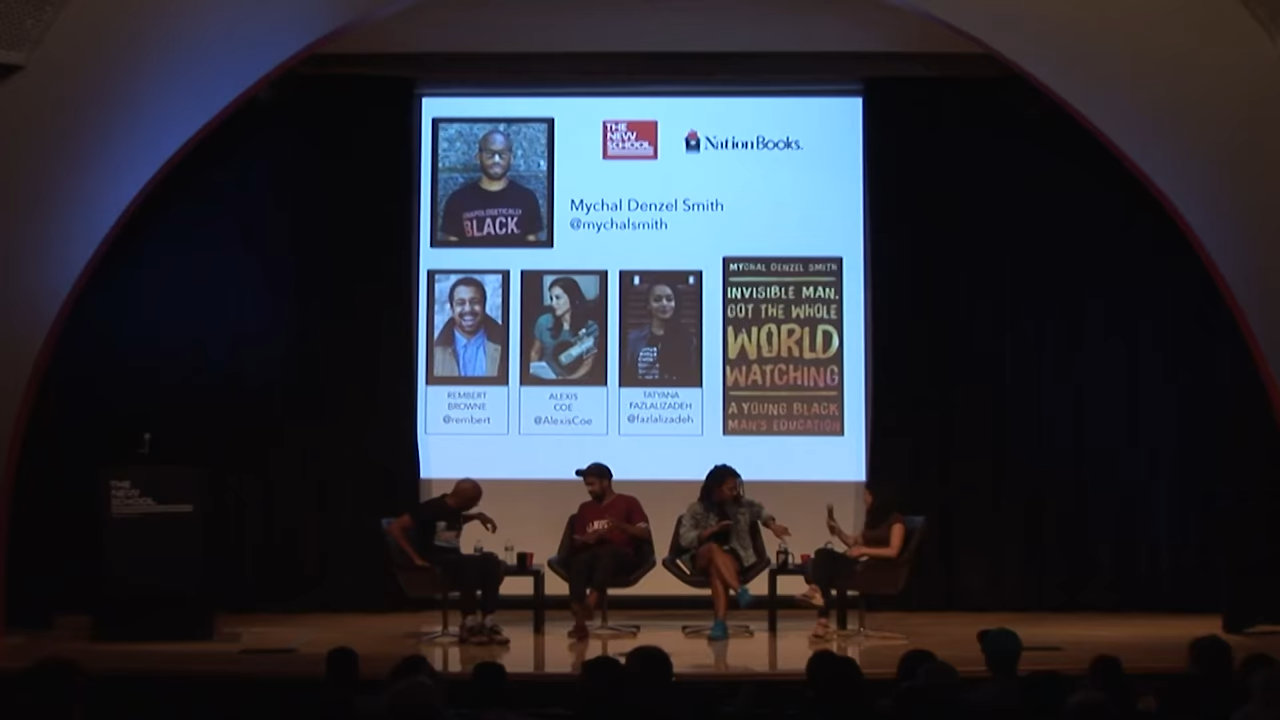 THE
NEW
SCHOOL
NationBooks.
UNAPOLOGETICALLY
BLACK
Mychal Denzel Smith
@mychalsmith
REMBERT
BROWNE
@rembert
ALEXIS
COE
@AlexisCoe
TATYANA
FAZLALIZADEH
@fazlalizadeh
MYCHAL DENZEL SMITH
INVISIBLE MAN,
GOT THE WHOLE
WORLD
WATCHING
A YOUNG BLACK
MAN'S EDUCATION
THE
NEW
SCHOOL